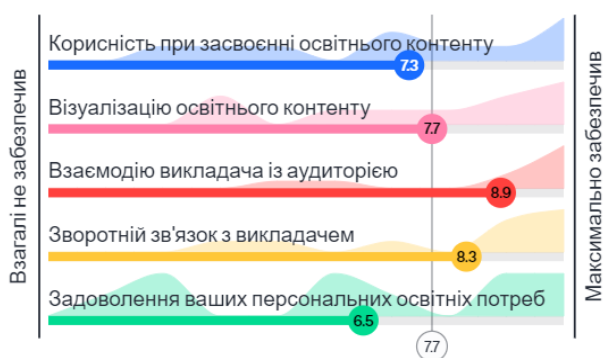 Взагалі не забезпечив
Корисність при засвоєнні освітнього контенту
7.3
Візуалізацію освітнього контенту
7.7
Взаємодію викладача із аудиторією
8.9
Зворотній зв'язок з викладачем
8.3
Задоволення ваших персональних освітніх потреб
6.5
7.7
Максимально забезпечив